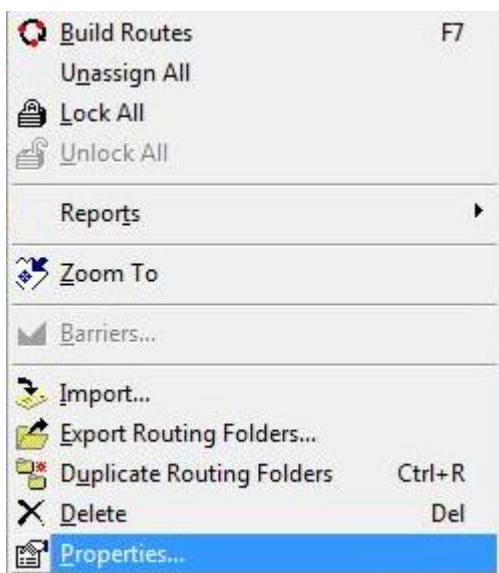 Build Routes F7
Unassign All
Lock All
Unlock All
Reports
Zoom To
Barriers...
Import...
Export Routing Folders...
Duplicate Routing Folders Ctrl+R
Delete Del
Properties...